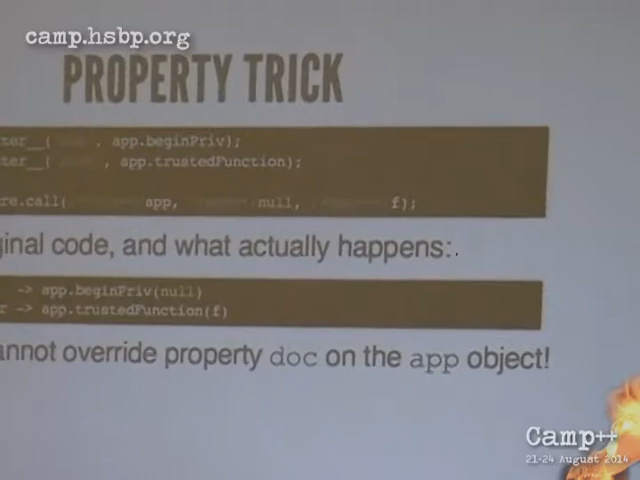 camp.hsbp.org
PROPERTY TRICK
ter__( , app.beginPriv);
ter__( , app.trustedFunction);
re.call( app, null, f);
ginal code, and what actually happens:
-> app.beginPriv(null)
r -> app.trustedFunction(f)
annot override property doc on the app object!
Camp++
21-24 August 2014